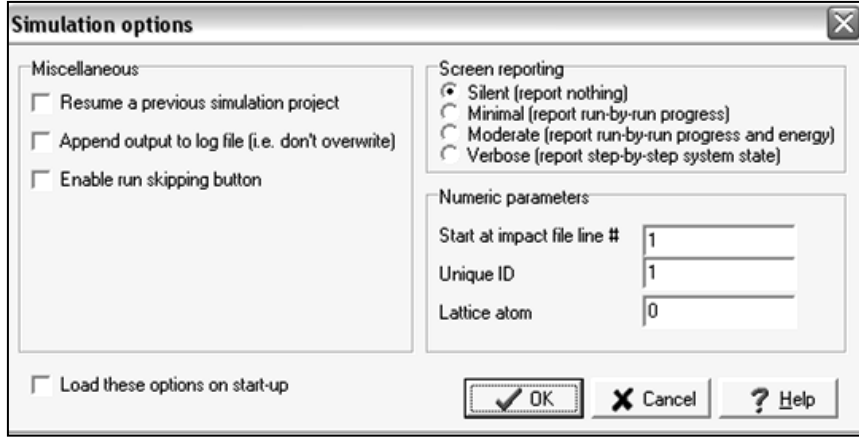 Simulation options
Miscellaneous
Resume a previous simulation project
Append output to log file (i.e. don't overwrite)
Enable run skipping button
Screen reporting
Silent (report nothing)
Minimal (report run-by-run progress)
Moderate (report run-by-run progress and energy)
Verbose (report step-by-step system state)
Numeric parameters
Start at impact file line # 1
Unique ID 1
Lattice atom 0
Load these options on start-up
OK Cancel Help